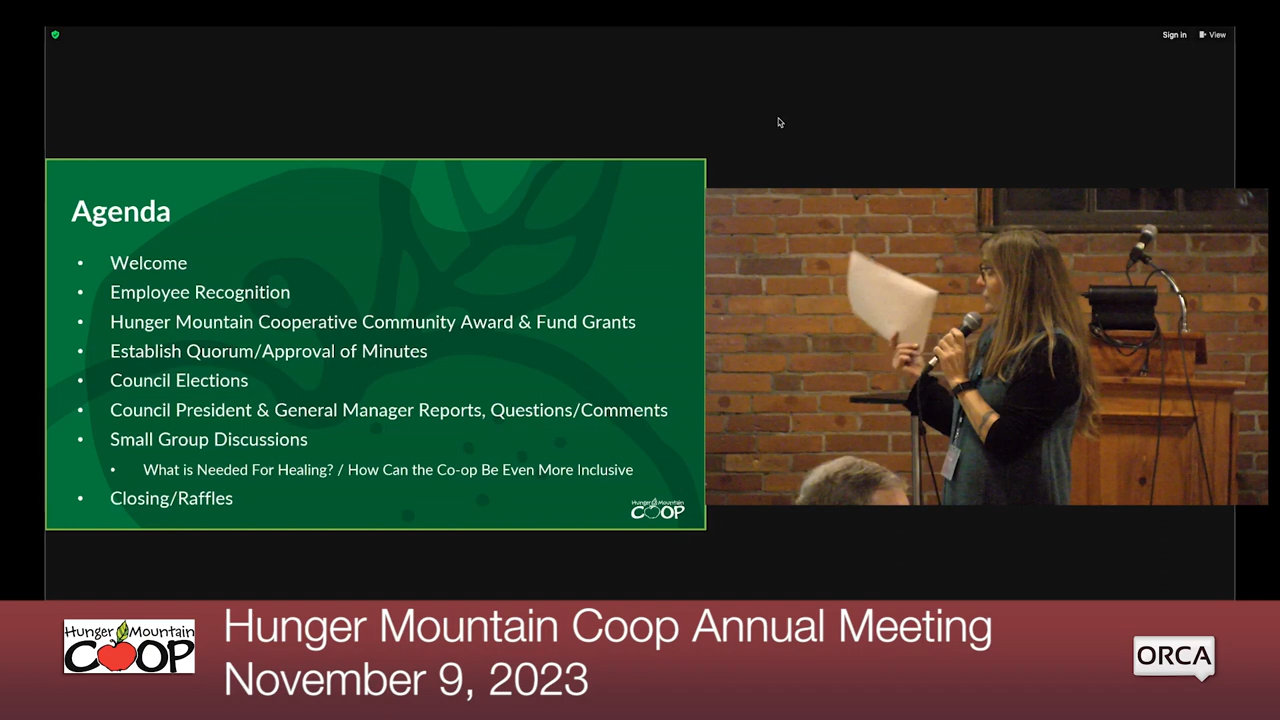 Sign in
View
Agenda
• Welcome
• Employee Recognition
• Hunger Mountain Cooperative Community Award & Fund Grants
• Establish Quorum/Approval of Minutes
• Council Elections
• Council President & General Manager Reports, Questions/Comments
• Small Group Discussions
• What is Needed For Healing? / How Can the Co-op Be Even More Inclusive
• Closing/Raffles
Hunger Mountain
COOP
Hunger Mountain
COOP
Hunger Mountain Coop Annual Meeting
November 9, 2023
ORCA